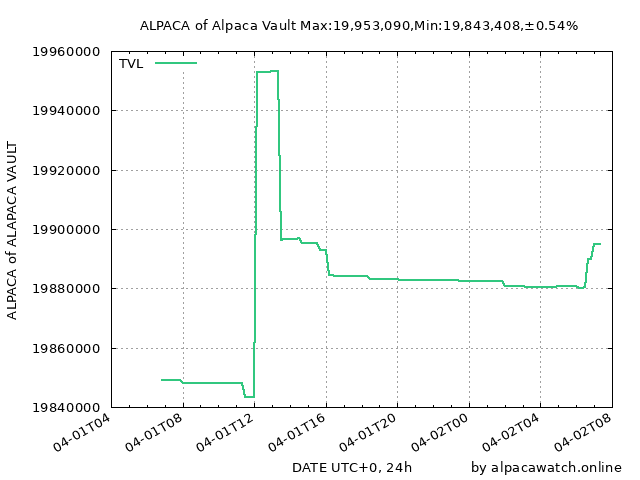 ALPACA of Alpaca Vault Max:19,953,090,Min:19,843,408,±0.54%
TVL
ALPACA of ALAPACA VAULT
19960000
19940000
19920000
19900000
19880000
19860000
19840000
04-01T04
04-01T08
04-01T12
04-01T16
04-01T20
04-02T00
04-02T04
04-02T08
DATE UTC+0, 24h
by alpacawatch.online